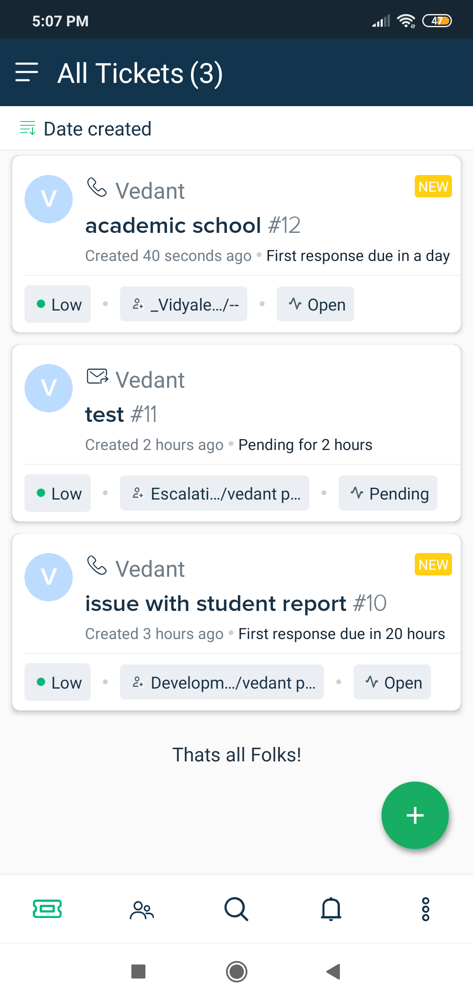 5:07 PM
47
All Tickets (3)
Date created
V
Vedant
NEW
academic school #12
Created 40 seconds ago • First response due in a day
Low • _Vidyale.../-- • Open
V
Vedant
test #11
Created 2 hours ago • Pending for 2 hours
Low • Escalati.../vedant p... • Pending
V
Vedant
NEW
issue with student report #10
Created 3 hours ago • First response due in 20 hours
Low • Developm.../vedant p... • Open
Thats all Folks!